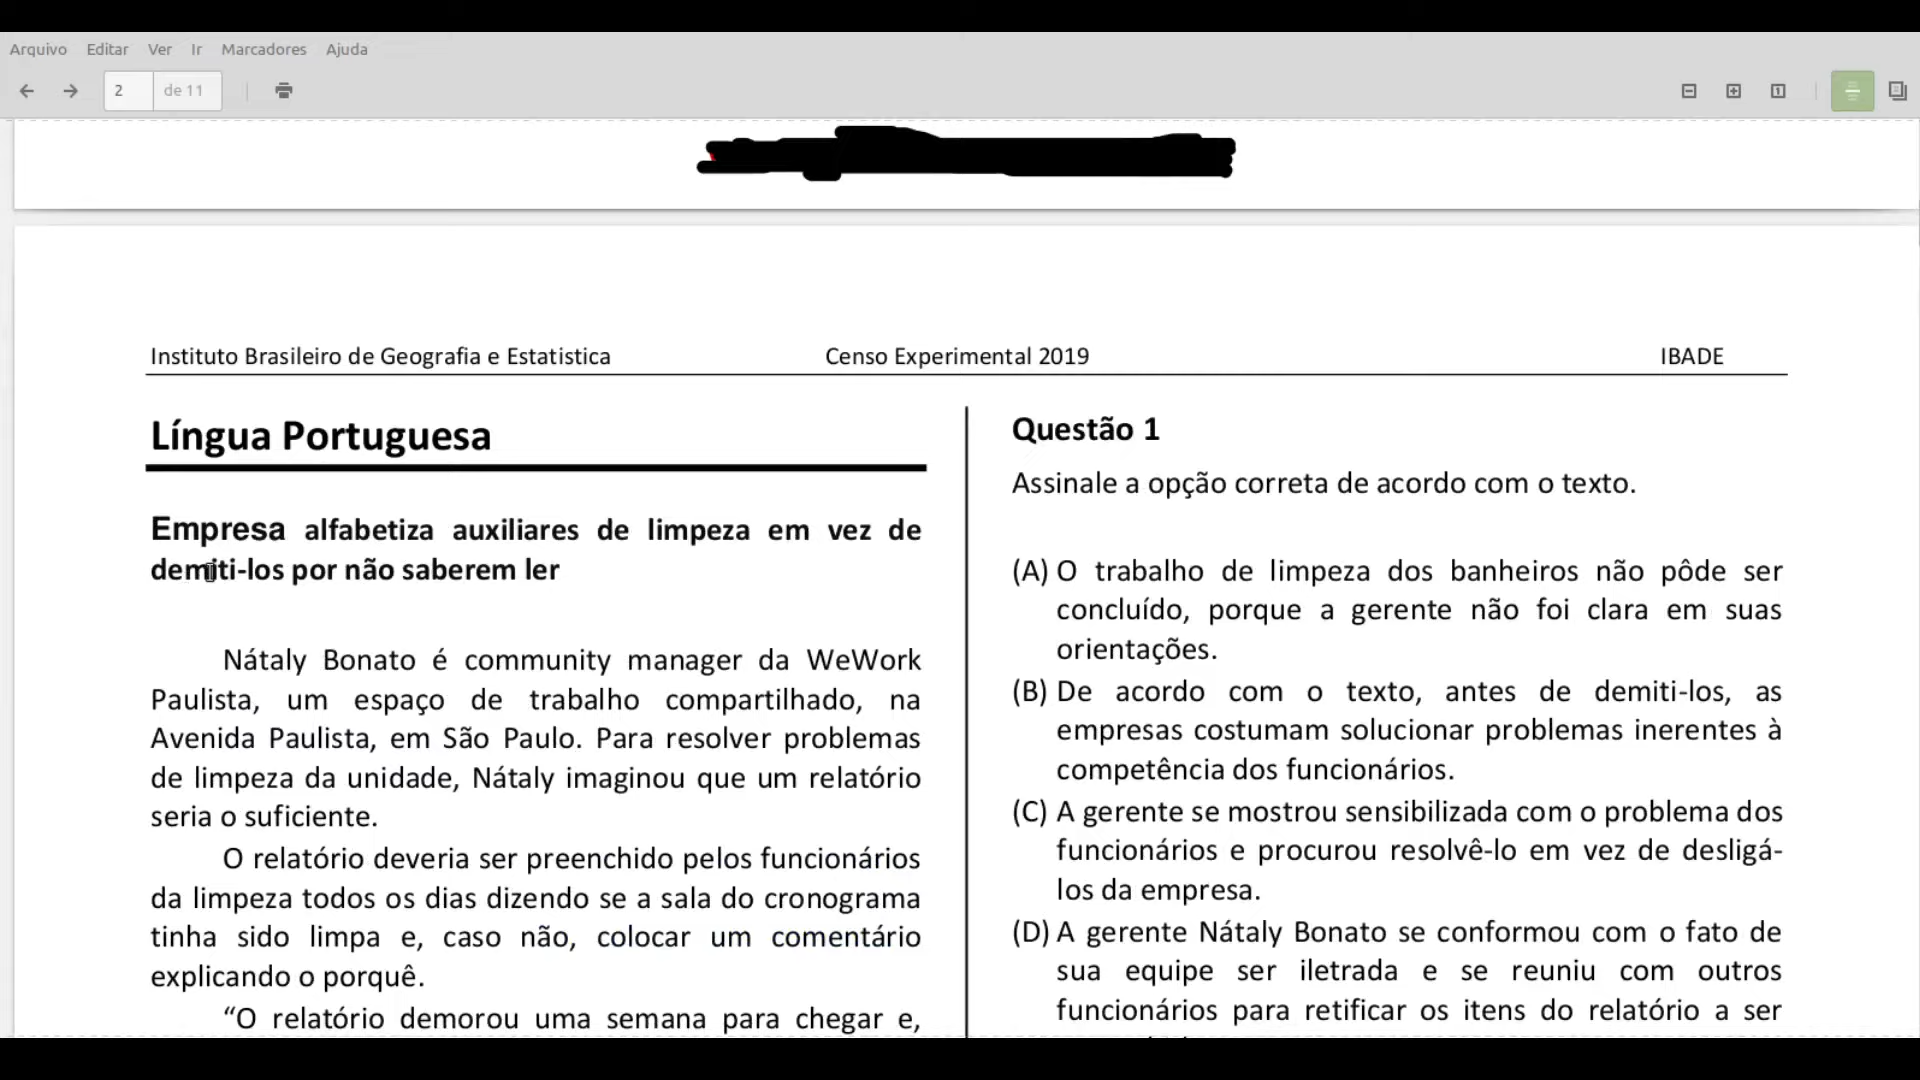 Arquivo Editar Ver Ir Marcadores Ajuda
2 de 11
Instituto Brasileiro de Geografia e Estatistica Censo Experimental 2019 IBADE
Língua Portuguesa
Empresa alfabetiza auxiliares de limpeza em vez de
demiti-los por não saberem ler
Nátaly Bonato é community manager da WeWork
Paulista, um espaço de trabalho compartilhado, na
Avenida Paulista, em São Paulo. Para resolver problemas
de limpeza da unidade, Nátaly imaginou que um relatório
seria o suficiente.
O relatório deveria ser preenchido pelos funcionários
da limpeza todos os dias dizendo se a sala do cronograma
tinha sido limpa e, caso não, colocar um comentário
explicando o porquê.
“O relatório demorou uma semana para chegar e,
Questão 1
Assinale a opção correta de acordo com o texto.
(A) O trabalho de limpeza dos banheiros não pôde ser
concluído, porque a gerente não foi clara em suas
orientações.
(B) De acordo com o texto, antes de demiti-los, as
empresas costumam solucionar problemas inerentes à
competência dos funcionários.
(C) A gerente se mostrou sensibilizada com o problema dos
funcionários e procurou resolvê-lo em vez de desligá-
los da empresa.
(D) A gerente Nátaly Bonato se conformou com o fato de
sua equipe ser iletrada e se reuniu com outros
funcionários para retificar os itens do relatório a ser